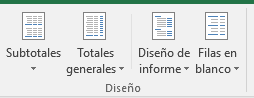 Subtotales
Totales
generales
Diseño de
informe
Filas en
blanco
Diseño